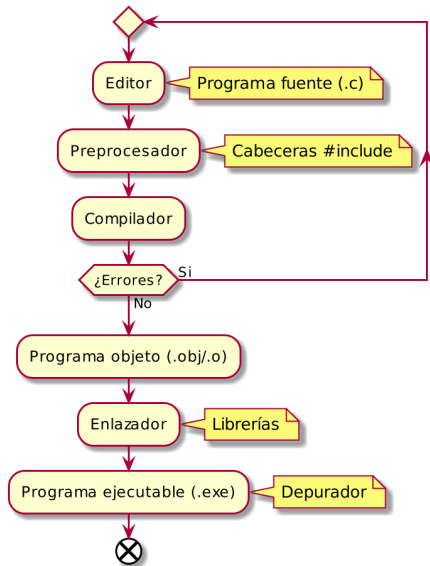 Editor
Programa fuente (.c)
Preprocesador
Cabeceras #include
Compilador
¿Errores?
Si
No
Programa objeto (.obj/.o)
Enlazador
Librerías
Programa ejecutable (.exe)
Depurador